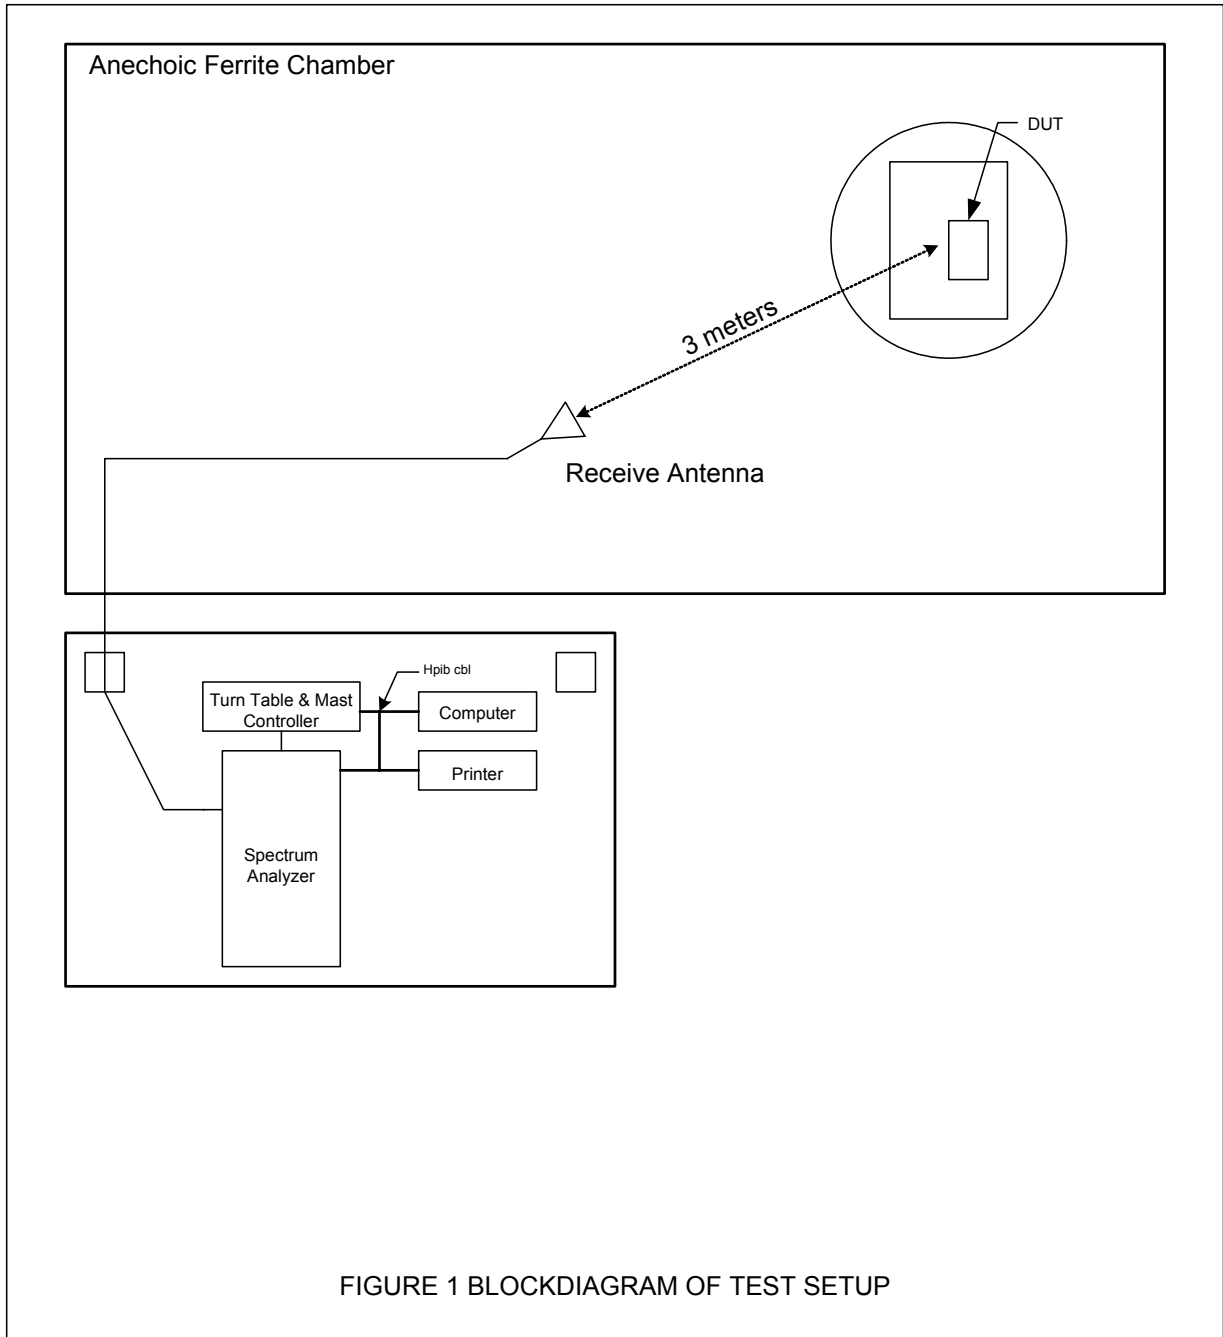 Anechoic Ferrite Chamber
DUT
3 meters
Receive Antenna
Hpib cbl
Turn Table & Mast
Controller
Computer
Printer
Spectrum
Analyzer
FIGURE 1 BLOCKDIAGRAM OF TEST SETUP